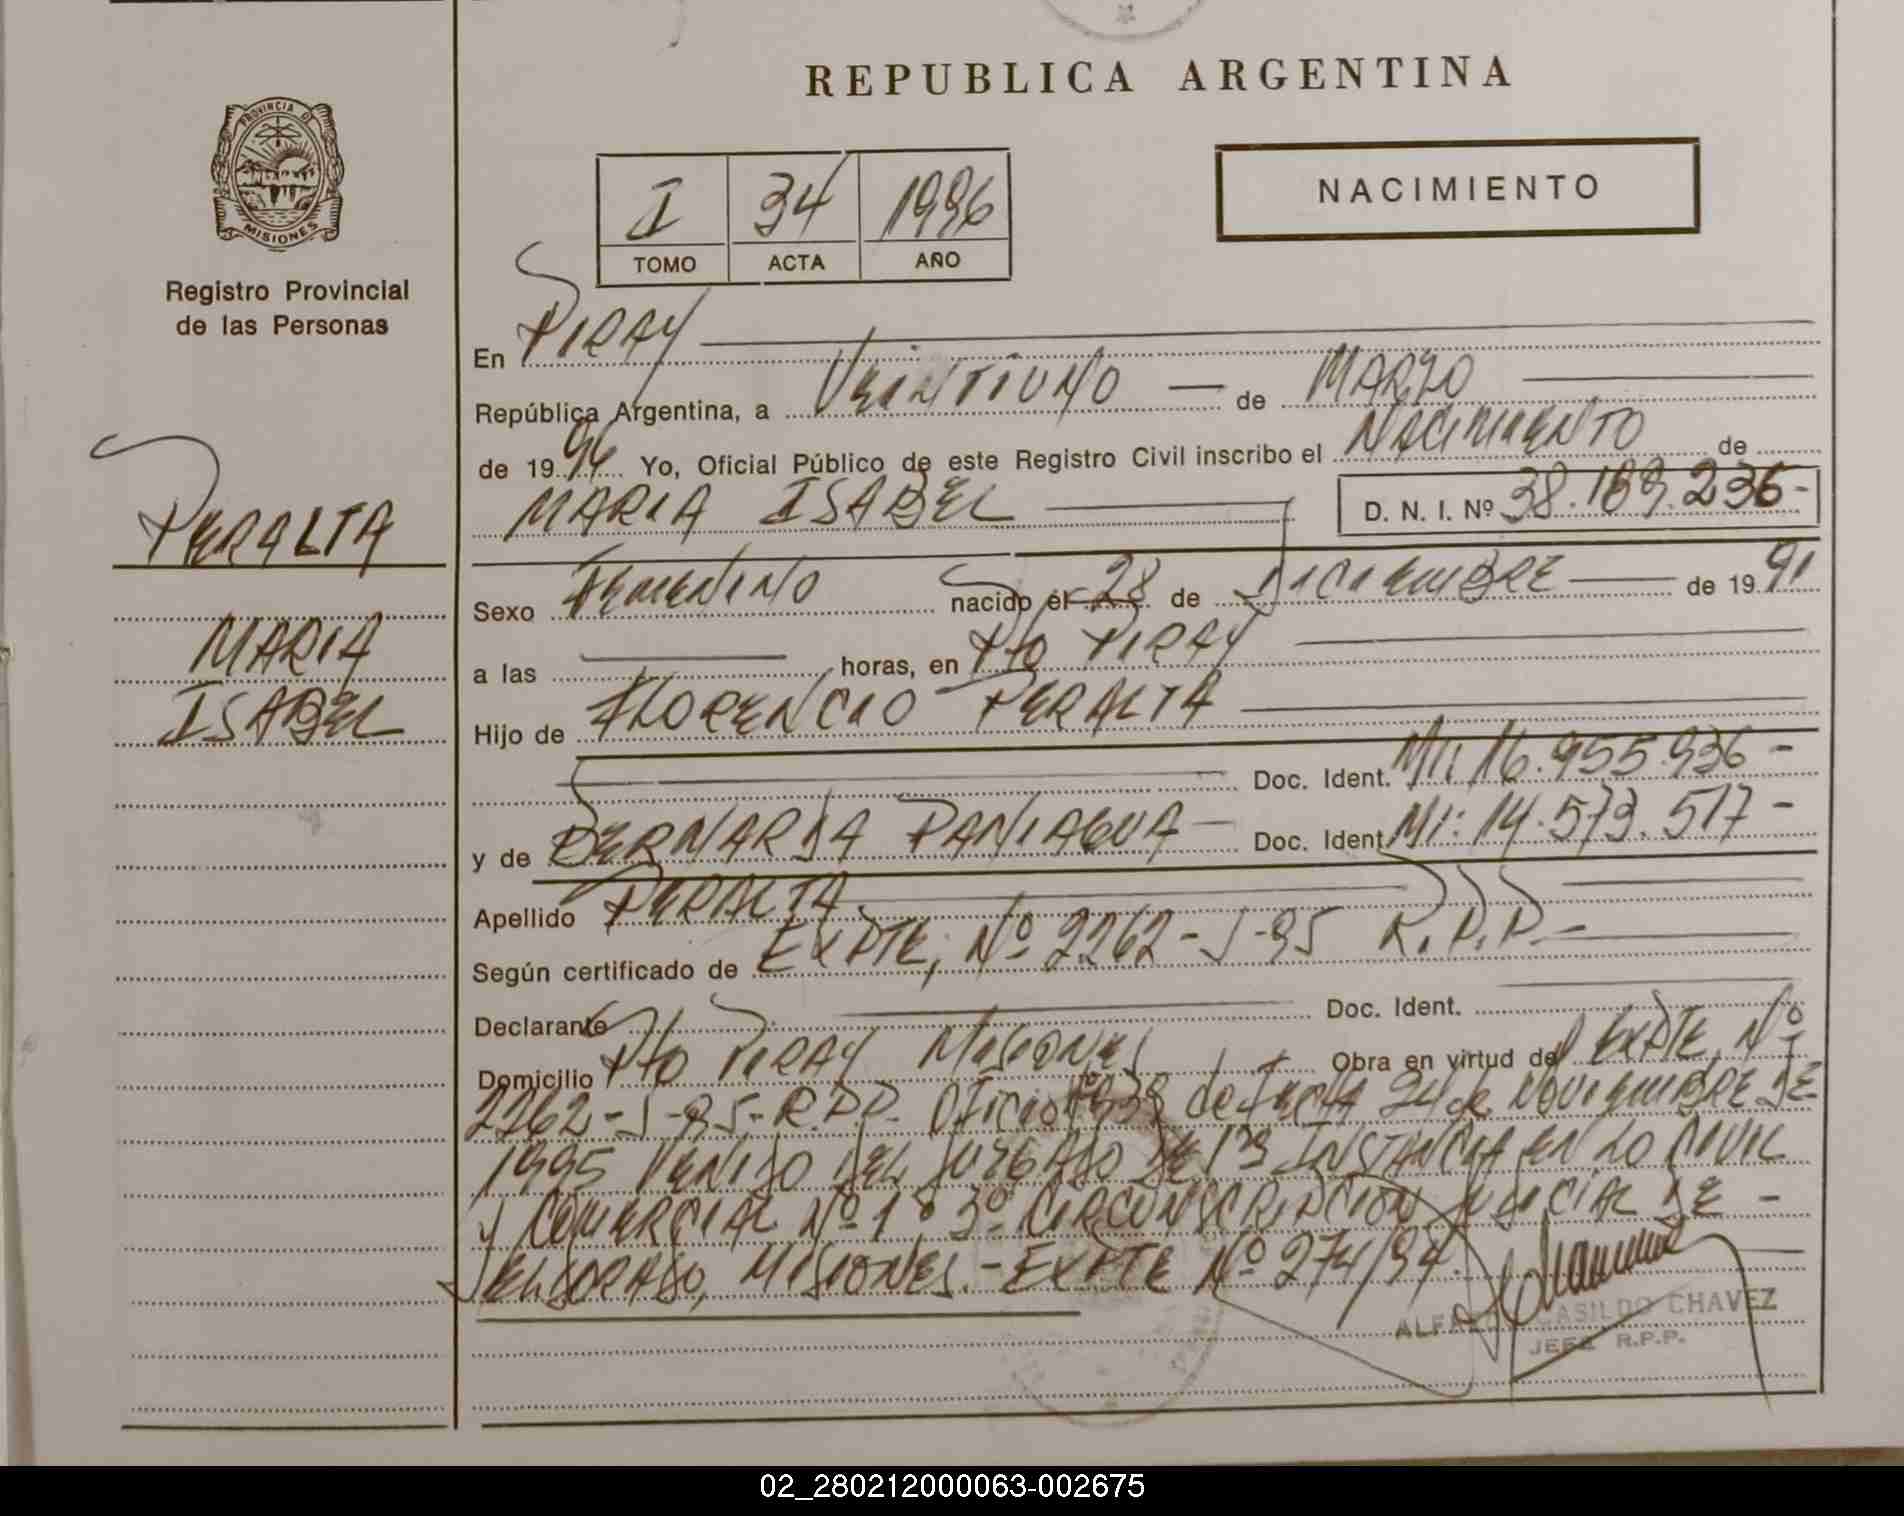 REPUBLICA ARGENTINA
PROVINCIA D
MISIONES
Registro Provincial
de las Personas
I 34 1996
TOMO ACTA AÑO
NACIMIENTO
PERALTA
MARIA
ISABEL
En PIRAY
República Argentina, a VEINTIUNO de MARZO
de 1996 Yo, Oficial Público de este Registro Civil inscribo el NACIMIENTO de
MARIA ISABEL D. N. I. Nº 38.189.236-
Sexo FEMENINO nacido el 28 de DICIEMBRE de 1991
a las horas, en Pto PIRAY
Hijo de FLORENCIO PERALTA
Doc. Ident. MI: 16.955.936-
y de BERNARDA PANIAGUA Doc. Ident. MI: 14.573.517-
Apellido PERALTA
Según certificado de EXPTE, Nº 2262-J-95 R.P.P.-
Declarante Doc. Ident.
Domicilio Pto PIRAY MISIONES Obra en virtud del EXPTE Nº
2262-J-95-R.P.P. Oficio Nº de FECHA 24 de NOVIEMBRE DE
1995 VENIDO DEL JUZGADO DE 1ª INSTANCIA EN LO CIVIL
y COMERCIAL Nº 1 3º CIRCUNSCRIPCION JUDICIAL DE -
ELDORADO, MISIONES.- EXPTE Nº 274/94.
CASILDO CHAVEZ
JEFE R.P.P.
02_280212000063-002675